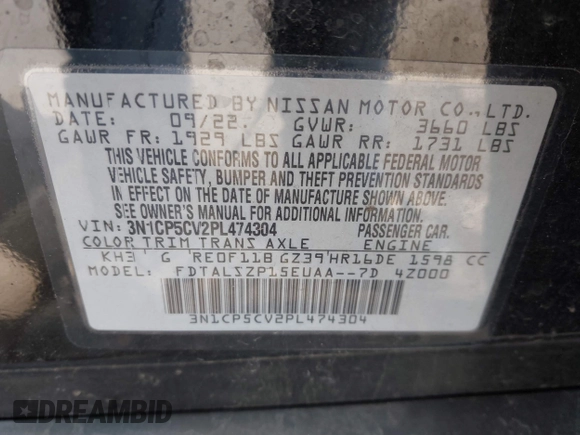 MANUFACTURED BY NISSAN MOTOR CO., LTD.
DATE: 09/22 GVWR: 3660 LBS
GAWR FR: 1929 LBS GAWR RR: 1731 LBS
THIS VEHICLE CONFORMS TO ALL APPLICABLE FEDERAL MOTOR
VEHICLE SAFETY, BUMPER AND THEFT PREVENTION STANDARDS
IN EFFECT ON THE DATE OF MANUFACTURE SHOWN ABOVE.
SEE OWNER'S MANUAL FOR ADDITIONAL INFORMATION.
VIN: 3N1CP5CV2PL474304 PASSENGER CAR.
COLOR TRIM TRANS AXLE ENGINE
KH3 G RE0F11B GZ39 HR16DE 1598 CC
MODEL: FDTALSZP15EUAA--7D 4Z000
3N1CP5CV2PL474304
DREAMBID